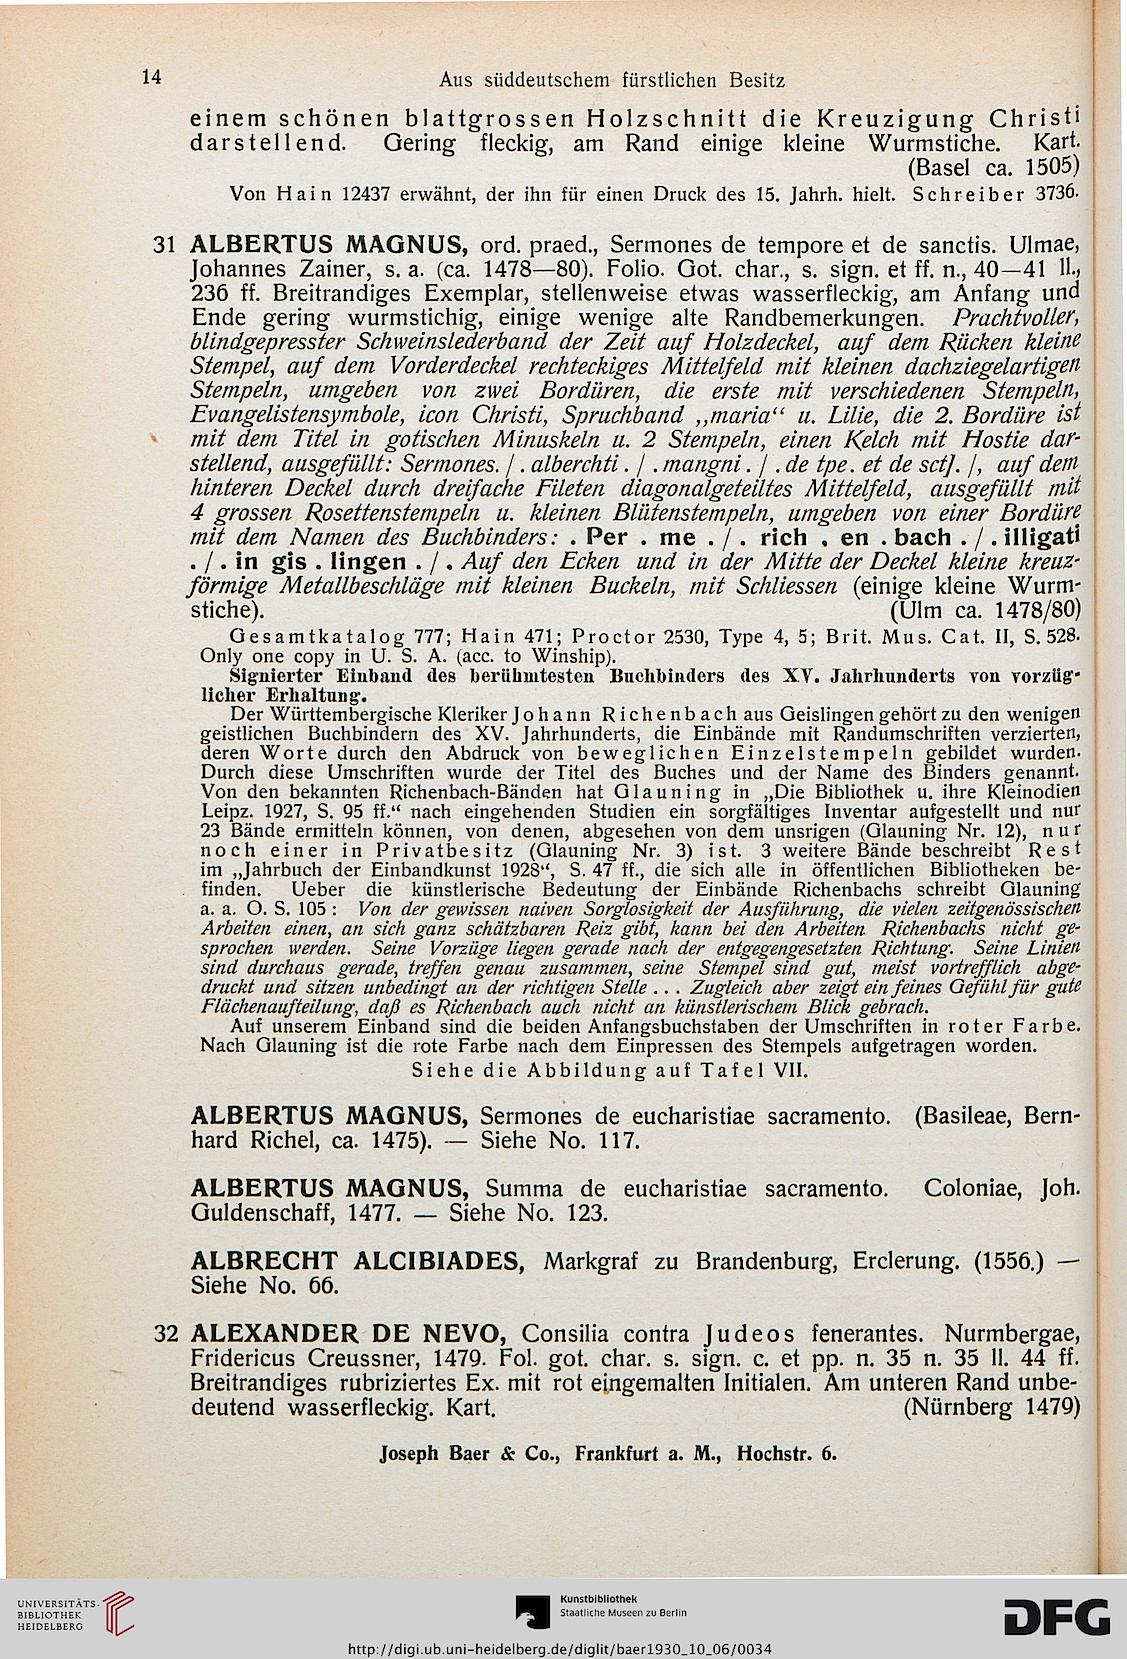 14 Aus süddeutschem fürstlichen Besitz
einem schönen blattgrossen Holzschnitt die Kreuzigung Christi
darstellend. Gering fleckig, am Rand einige kleine Wurmstiche. Kart.
(Basel ca. 1505)
Von Hain 12437 erwähnt, der ihn für einen Druck des 15. Jahrh. hielt. Schreiber 3736.
31 ALBERTUS MAGNUS, ord. praed., Sermones de tempore et de sanctis. Ulmae,
Johannes Zainer, s. a. (ca. 1478—80). Folio. Got. char., s. sign. et ff. n., 40—41 ll.,
236 ff. Breitrandiges Exemplar, stellenweise etwas wasserfleckig, am Anfang und
Ende gering wurmstichig, einige wenige alte Randbemerkungen. Prachtvoller,
blindgepresster Schweinslederband der Zeit auf Holzdeckel, auf dem Rücken kleine
Stempel, auf dem Vorderdeckel rechteckiges Mittelfeld mit kleinen dachziegelartigen
Stempeln, umgeben von zwei Bordüren, die erste mit verschiedenen Stempeln,
Evangelistensymbole, icon Christi, Spruchband „maria“ u. Lilie, die 2. Bordüre ist
mit dem Titel in gotischen Minuskeln u. 2 Stempeln, einen Kelch mit Hostie dar-
stellend, ausgefüllt: Sermones. / . alberchti . / . mangni . / . de tpe . et de sct]. /, auf dem
hinteren Deckel durch dreifache Fileten diagonalgeteiltes Mittelfeld, ausgefüllt mit
4 grossen Rosettenstempeln u. kleinen Blütenstempeln, umgeben von einer Bordüre
mit dem Namen des Buchbinders: . Per . me . / . rich . en . bach . / . illigati
. / . in gis . lingen . / . Auf den Ecken und in der Mitte der Deckel kleine kreuz-
förmige Metallbeschläge mit kleinen Buckeln, mit Schliessen (einige kleine Wurm-
stiche). (Ulm ca. 1478/80)
Gesamtkatalog 777; Hain 471; Proctor 2530, Type 4, 5; Brit. Mus. Cat. II, S. 528.
Only one copy in U. S. A. (acc. to Winship).
Signierter Einband des berühmtesten Buchbinders des XV. Jahrhunderts von vorzüg-
licher Erhaltung.
Der Württembergische Kleriker Johann Richenbach aus Geislingen gehört zu den wenigen
geistlichen Buchbindern des XV. Jahrhunderts, die Einbände mit Randumschriften verzierten,
deren Worte durch den Abdruck von beweglichen Einzelstempeln gebildet wurden.
Durch diese Umschriften wurde der Titel des Buches und der Name des Binders genannt.
Von den bekannten Richenbach-Bänden hat Glauning in „Die Bibliothek u. ihre Kleinodien
Leipz. 1927, S. 95 ff.“ nach eingehenden Studien ein sorgfältiges Inventar aufgestellt und nur
23 Bände ermitteln können, von denen, abgesehen von dem unsrigen (Glauning Nr. 12), nur
noch einer in Privatbesitz (Glauning Nr. 3) ist. 3 weitere Bände beschreibt Rest
im „Jahrbuch der Einbandkunst 1928“, S. 47 ff., die sich alle in öffentlichen Bibliotheken be-
finden. Ueber die künstlerische Bedeutung der Einbände Richenbachs schreibt Glauning
a. a. O. S. 105 : Von der gewissen naiven Sorglosigkeit der Ausführung, die vielen zeitgenössischen
Arbeiten einen, an sich ganz schätzbaren Reiz gibt, kann bei den Arbeiten Richenbachs nicht ge-
sprochen werden. Seine Vorzüge liegen gerade nach der entgegengesetzten Richtung. Seine Linien
sind durchaus gerade, treffen genau zusammen, seine Stempel sind gut, meist vortrefflich abge-
druckt und sitzen unbedingt an der richtigen Stelle . . . Zugleich aber zeigt ein feines Gefühl für gute
Flächenaufteilung, daß es Richenbach auch nicht an künstlerischem Blick gebrach.
Auf unserem Einband sind die beiden Anfangsbuchstaben der Umschriften in roter Farbe.
Nach Glauning ist die rote Farbe nach dem Einpressen des Stempels aufgetragen worden.
Siehe die Abbildung auf Tafel VII.
ALBERTUS MAGNUS, Sermones de eucharistiae sacramento. (Basileae, Bern-
hard Richel, ca. 1475). — Siehe No. 117.
ALBERTUS MAGNUS, Summa de eucharistiae sacramento. Coloniae, Joh.
Guldenschaff, 1477. — Siehe No. 123.
ALBRECHT ALCIBIADES, Markgraf zu Brandenburg, Erclerung. (1556.) —
Siehe No. 66.
32 ALEXANDER DE NEVO, Consilia contra Judeos fenerantes. Nurmbergae,
Fridericus Creussner, 1479. Fol. got. char. s. sign. c. et pp. n. 35 n. 35 ll. 44 ff.
Breitrandiges rubriziertes Ex. mit rot eingemalten Initialen. Am unteren Rand unbe-
deutend wasserfleckig. Kart. (Nürnberg 1479)
Joseph Baer & Co., Frankfurt a. M., Hochstr. 6.
UNIVERSITÄTS-
BIBLIOTHEK
HEIDELBERG
Kunstbibliothek
Staatliche Museen zu Berlin
DFG
http://digi.ub.uni-heidelberg.de/diglit/baer1930_10_06/0034